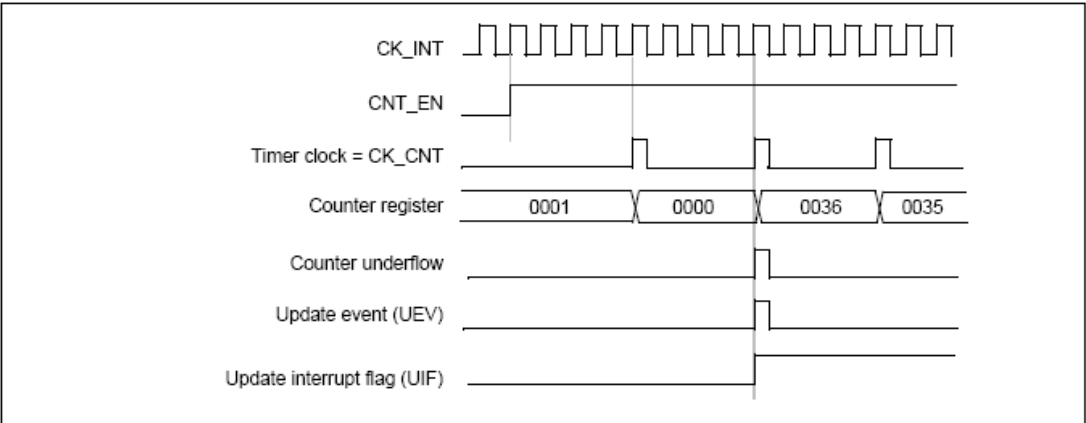 CK_INT
CNT_EN
Timer clock = CK_CNT
Counter register 0001 0000 0036 0035
Counter underflow
Update event (UEV)
Update interrupt flag (UIF)